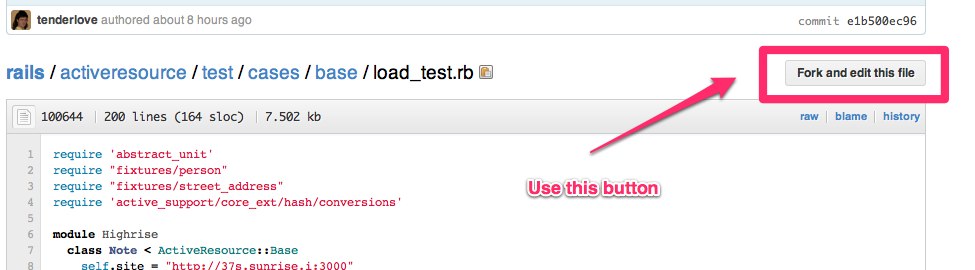 tenderlove authored about 8 hours ago
commit e1b500ec96
rails / activeresource / test / cases / base / load_test.rb
Fork and edit this file
100644 | 200 lines (164 sloc) | 7.502 kb
raw | blame | history
1 require 'abstract_unit'
2 require "fixtures/person"
3 require "fixtures/street_address"
4 require 'active_support/core_ext/hash/conversions'
Use this button
5
6 module Highrise
7 class Note < ActiveResource::Base
8 self.site = "http://37s.sunrise.i:3000"